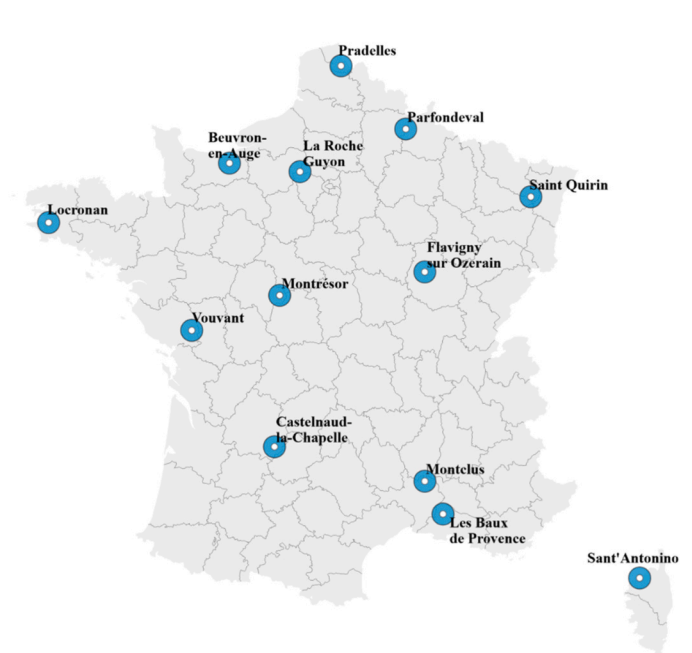 Pradelles
Parfondeval
Beuvron-
en-Auge
La Roche
Guyon
Saint Quirin
Locronan
Flavigny
sur Ozerain
Montrésor
Vouvant
Castelnaud-
la-Chapelle
Montclus
Les Baux
de Provence
Sant'Antonino